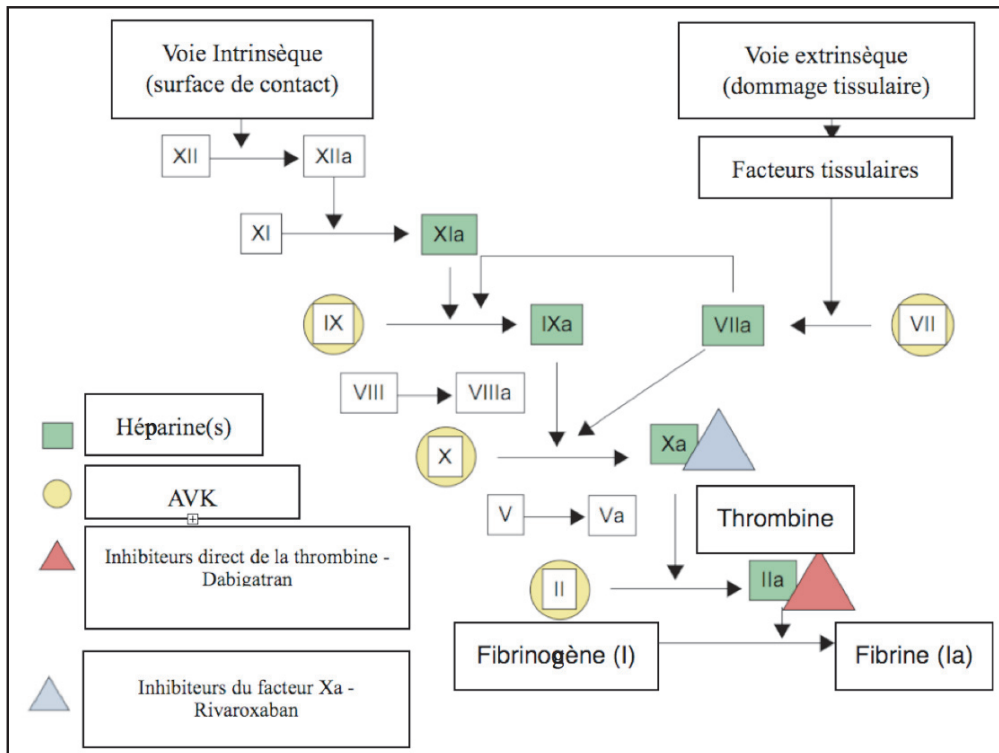 Voie Intrinsèque
(surface de contact)
Voie extrinsèque
(dommage tissulaire)
XII
XIIa
Facteurs tissulaires
XI
XIa
IX
IXa
VIIa
VII
VIII
VIIIa
Héparine(s)
X
Xa
AVK
V
Va
Thrombine
Inhibiteurs direct de la thrombine -
Dabigatran
II
IIa
Fibrinogène (I)
Fibrine (Ia)
Inhibiteurs du facteur Xa -
Rivaroxaban